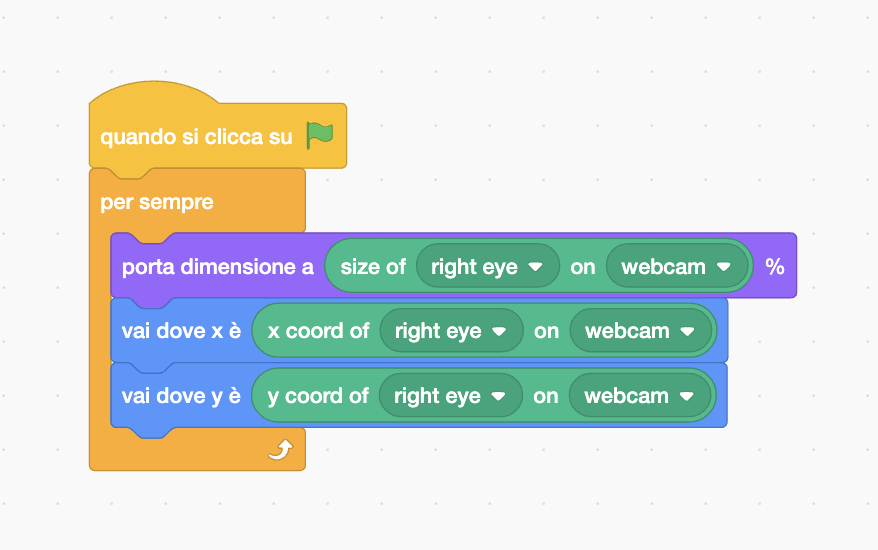 quando si clicca su
per sempre
porta dimensione a size of right eye on webcam %
vai dove x è x coord of right eye on webcam
vai dove y è y coord of right eye on webcam